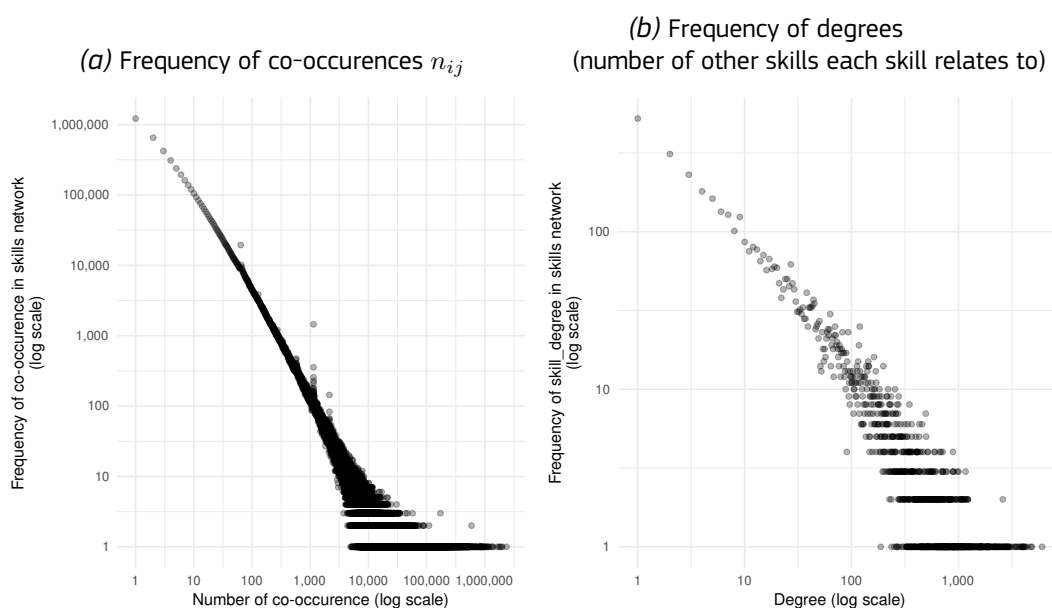 (a) Frequency of co-occurences n_{ij}
Frequency of co-occurence in skills network
(log scale)
1,000,000
100,000
10,000
1,000
100
10
1
1 10 100 1,000 10,000 100,000 1,000,000
Number of co-occurence (log scale)
(b) Frequency of degrees
(number of other skills each skill relates to)
Frequency of skill_degree in skills network
(log scale)
100
10
1
1 10 100 1,000
Degree (log scale)